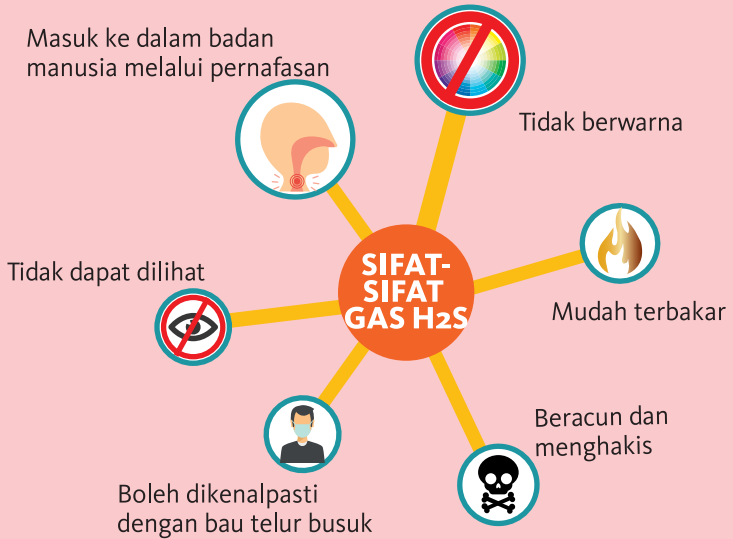 Masuk ke dalam badan
manusia melalui pernafasan
Tidak berwarna
Tidak dapat dilihat
SIFAT-
SIFAT
GAS H2S
Mudah terbakar
Beracun dan
menghakis
Boleh dikenalpasti
dengan bau telur busuk